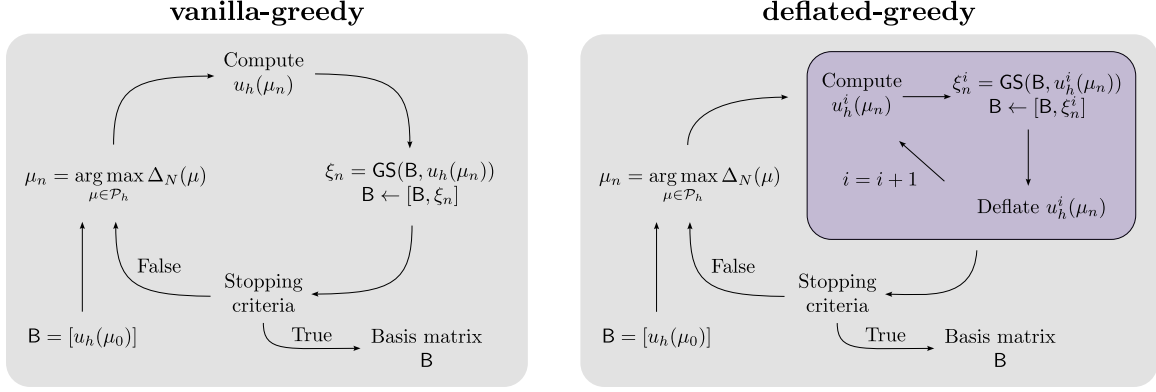 vanilla-greedy
Compute
u_h(μ_n)
μ_n = arg max Δ_N(μ)
μ∈𝒫_h
ξ_n = GS(B, u_h(μ_n))
B ← [B, ξ_n]
False
Stopping
criteria
B = [u_h(μ_0)]
True
Basis matrix
B
deflated-greedy
Compute
u_h^i(μ_n)
ξ_n^i = GS(B, u_h^i(μ_n))
B ← [B, ξ_n^i]
μ_n = arg max Δ_N(μ)
μ∈𝒫_h
i = i + 1
Deflate u_h^i(μ_n)
False
Stopping
criteria
B = [u_h(μ_0)]
True
Basis matrix
B